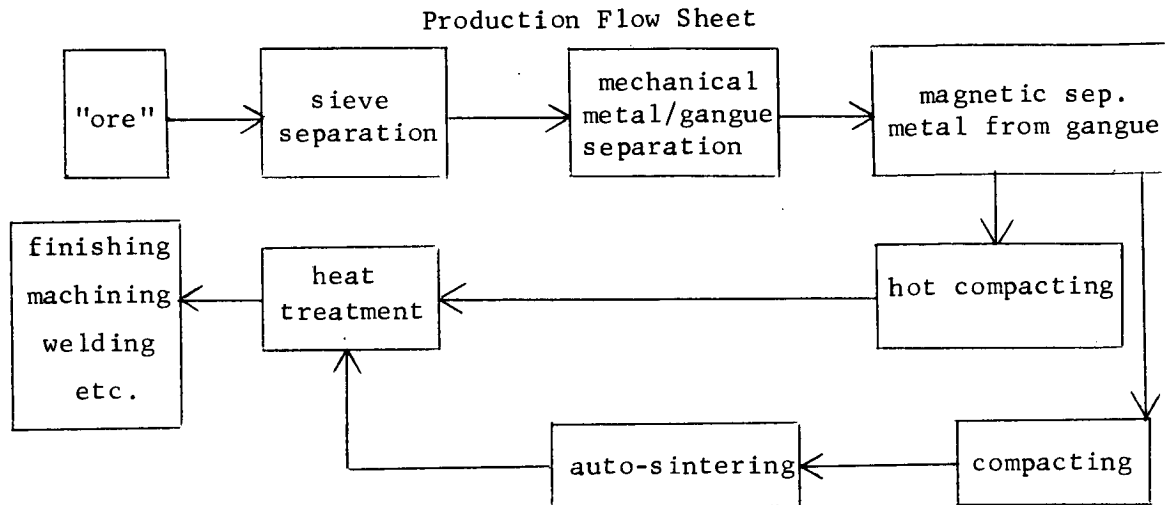 Production Flow Sheet
"ore"
sieve
separation
mechanical
metal/gangue
separation
magnetic sep.
metal from gangue
hot compacting
compacting
auto-sintering
heat
treatment
finishing
machining
welding
etc.